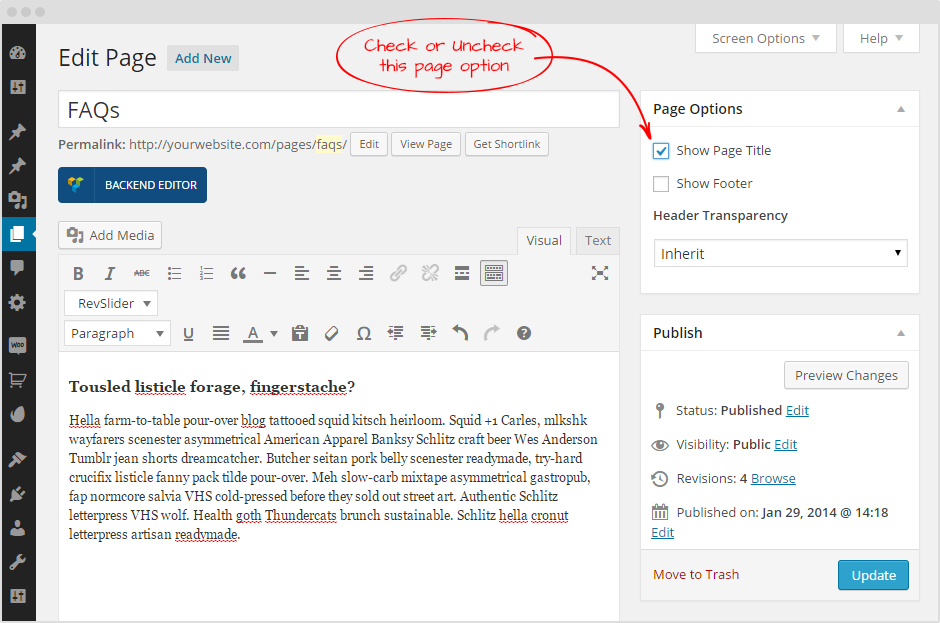 Check or Uncheck
this page option
Screen Options
Help
Edit Page
Add New
FAQs
Permalink: http://yourwebsite.com/pages/faqs/
Edit
View Page
Get Shortlink
BACKEND EDITOR
Add Media
Visual
Text
B I ABC
RevSlider
Paragraph
U A T Ω ?
Tousled listicle forage, fingerstache?
Hella farm-to-table pour-over blog tattooed squid kitsch heirloom. Squid +1 Carles, mlkshk
wayfarers scenester asymmetrical American Apparel Banksy Schlitz craft beer Wes Anderson
Tumblr jean shorts dreamcatcher. Butcher seitan pork belly scenester readymade, try-hard
crucifix listicle fanny pack tilde pour-over. Meh slow-carb mixtape asymmetrical gastropub,
fap normcore salvia VHS cold-pressed before they sold out street art. Authentic Schlitz
letterpress VHS wolf. Health goth Thundercats brunch sustainable. Schlitz hella cronut
letterpress artisan readymade.
Page Options
Show Page Title
Show Footer
Header Transparency
Inherit
Publish
Preview Changes
Status: Published Edit
Visibility: Public Edit
Revisions: 4 Browse
Published on: Jan 29, 2014 @ 14:18
Edit
Move to Trash
Update
WOO